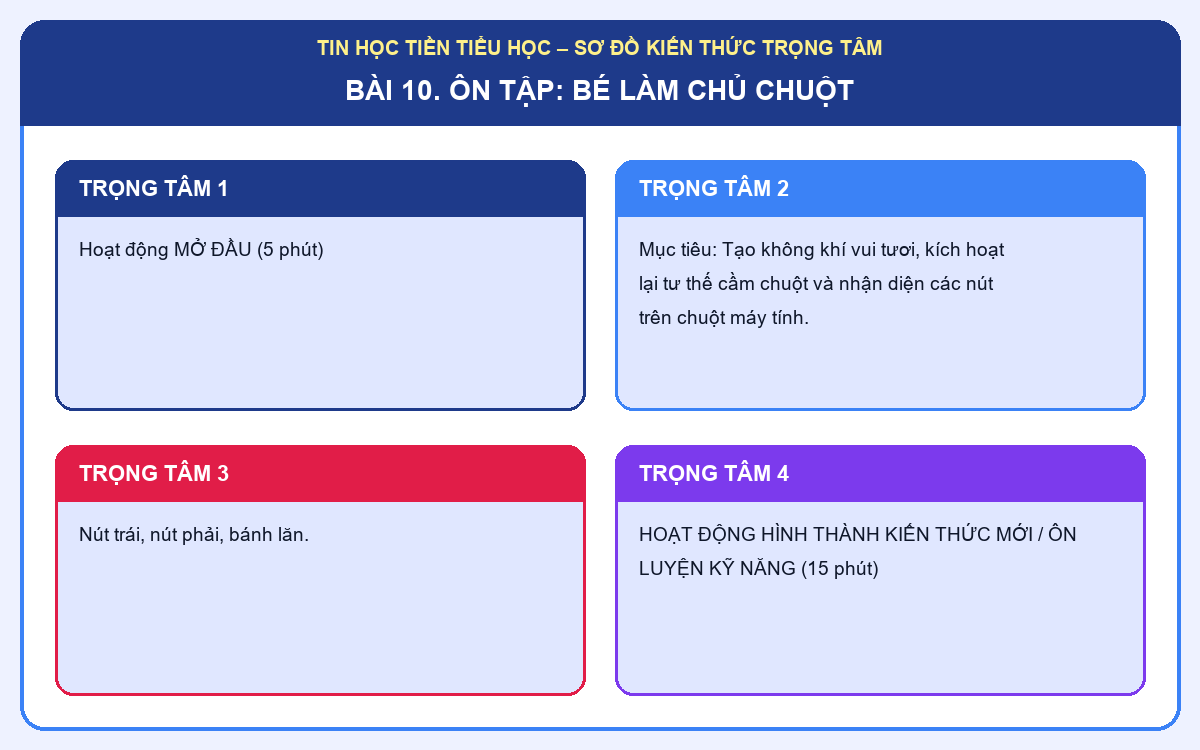 TIN HỌC TIỀN TIỂU HỌC – SƠ ĐỒ KIẾN THỨC TRỌNG TÂM
BÀI 10. ÔN TẬP: BÉ LÀM CHỦ CHUỘT
TRỌNG TÂM 1
Hoạt động MỞ ĐẦU (5 phút)
TRỌNG TÂM 2
Mục tiêu: Tạo không khí vui tươi, kích hoạt
lại tư thế cầm chuột và nhận diện các nút
trên chuột máy tính.
TRỌNG TÂM 3
Nút trái, nút phải, bánh lăn.
TRỌNG TÂM 4
HOẠT ĐỘNG HÌNH THÀNH KIẾN THỨC MỚI / ÔN
LUYỆN KỸ NĂNG (15 phút)